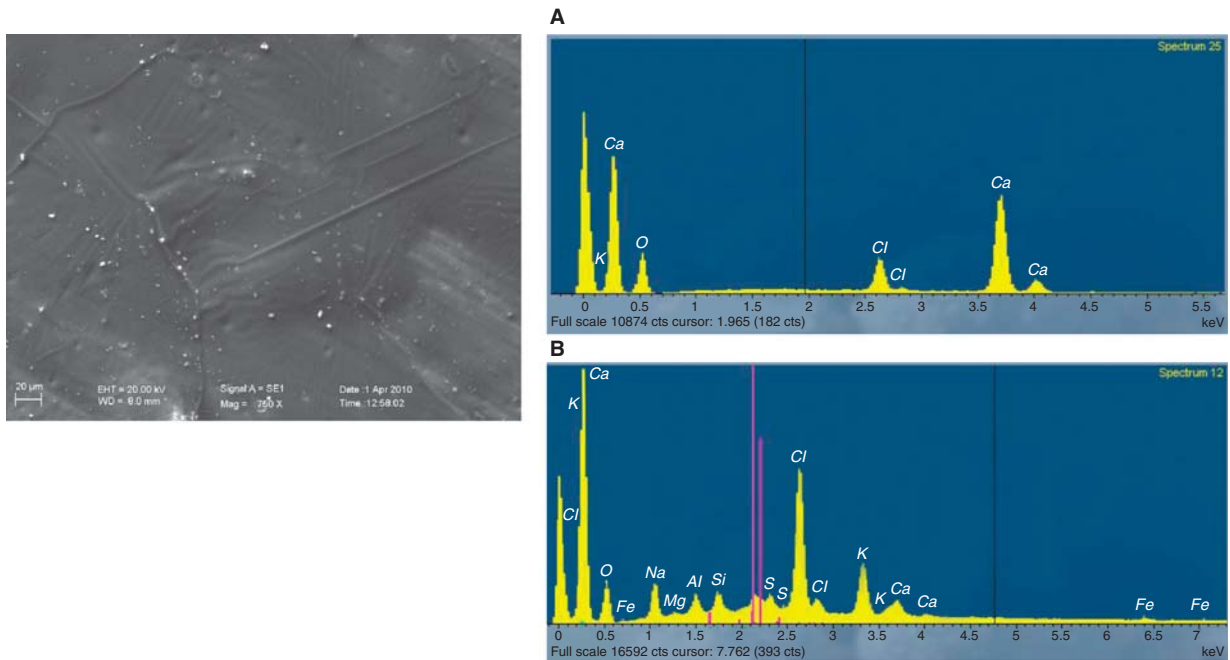 20 µm
EHT = 20.00 kV
WD = 8.0 mm
Signal A = SE1
Mag = 750 X
Date :1 Apr 2010
Time :12:58:02
A
Spectrum 25
Ca
K
O
Cl
Cl
Ca
Ca
0 0.5 1 1.5 2 2.5 3 3.5 4 4.5 5 5.5
Full scale 10874 cts cursor: 1.965 (182 cts) keV
B
Spectrum 12
Ca
K
Cl
O
Fe
Na
Mg
Al
Si
S
S
Cl
Cl
K
K
Ca
Ca
Fe
Fe
0 0.5 1 1.5 2 2.5 3 3.5 4 4.5 5 5.5 6 6.5 7
Full scale 16592 cts cursor: 7.762 (393 cts) keV